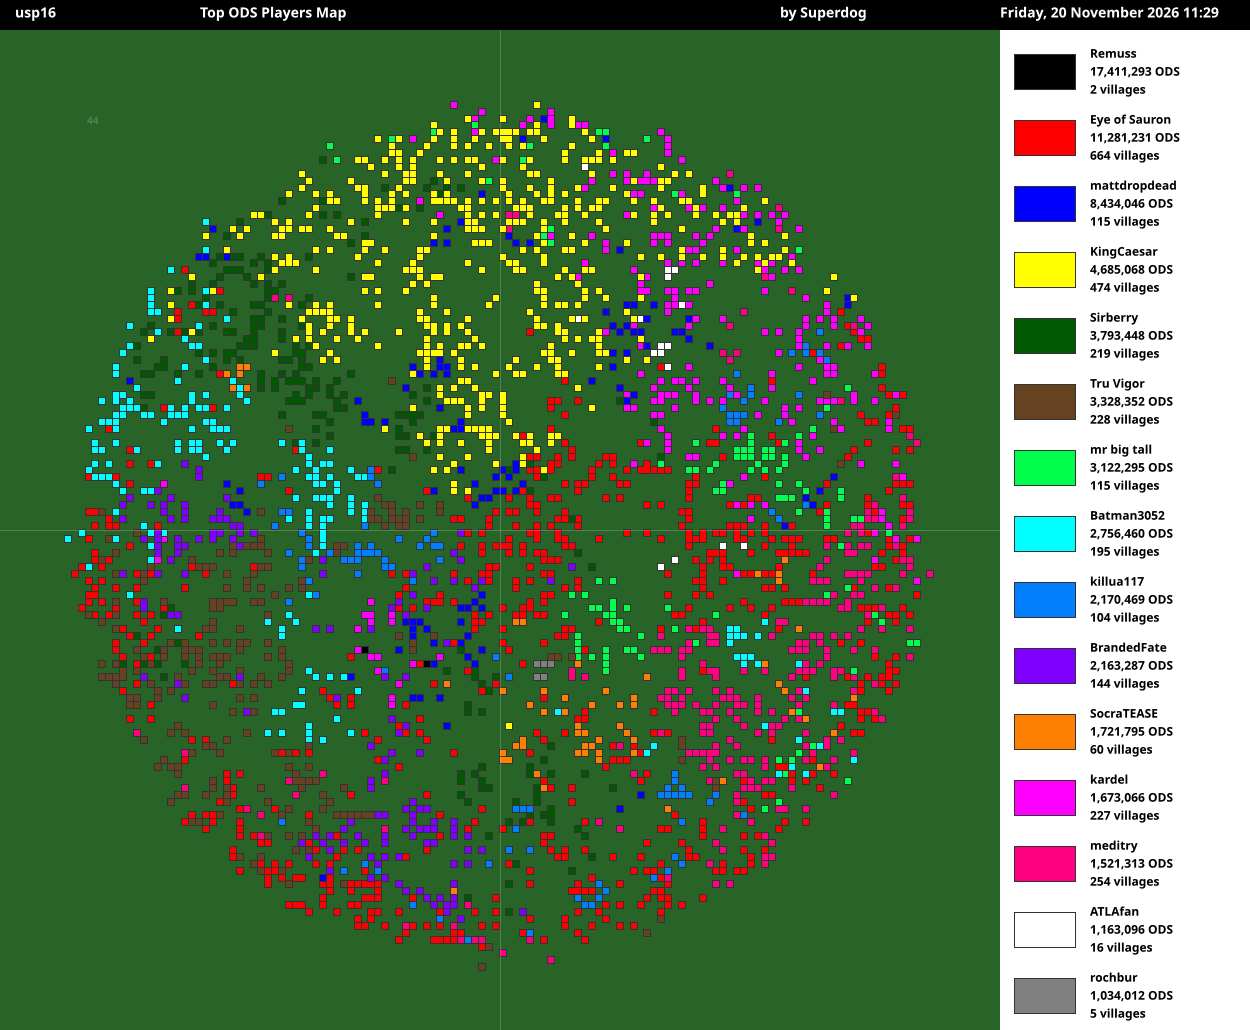 usp16 Top ODS Players Map by Superdog Friday, 20 November 2026 11:29
44
Remuss
17,411,293 ODS
2 villages
Eye of Sauron
11,281,231 ODS
664 villages
mattdropdead
8,434,046 ODS
115 villages
KingCaesar
4,685,068 ODS
474 villages
Sirberry
3,793,448 ODS
219 villages
Tru Vigor
3,328,352 ODS
228 villages
mr big tall
3,122,295 ODS
115 villages
Batman3052
2,756,460 ODS
195 villages
killua117
2,170,469 ODS
104 villages
BrandedFate
2,163,287 ODS
144 villages
SocraTEASE
1,721,795 ODS
60 villages
kardel
1,673,066 ODS
227 villages
meditry
1,521,313 ODS
254 villages
ATLAfan
1,163,096 ODS
16 villages
rochbur
1,034,012 ODS
5 villages